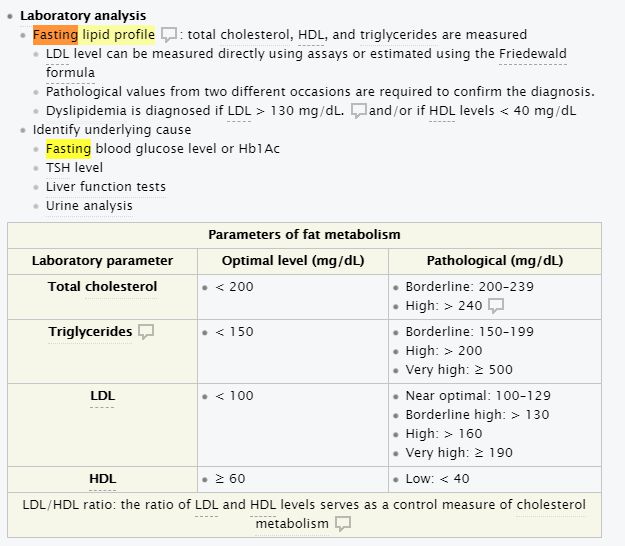 Laboratory analysis
Fasting lipid profile : total cholesterol, HDL, and triglycerides are measured
LDL level can be measured directly using assays or estimated using the Friedewald
formula
Pathological values from two different occasions are required to confirm the diagnosis.
Dyslipidemia is diagnosed if LDL > 130 mg/dL. and/or if HDL levels < 40 mg/dL
Identify underlying cause
Fasting blood glucose level or Hb1Ac
TSH level
Liver function tests
Urine analysis
Parameters of fat metabolism
Laboratory parameter Optimal level (mg/dL) Pathological (mg/dL)
Total cholesterol < 200 Borderline: 200–239
High: > 240
Triglycerides < 150 Borderline: 150–199
High: > 200
Very high: ≥ 500
LDL < 100 Near optimal: 100–129
Borderline high: > 130
High: > 160
Very high: ≥ 190
HDL ≥ 60 Low: < 40
LDL/HDL ratio: the ratio of LDL and HDL levels serves as a control measure of cholesterol
metabolism